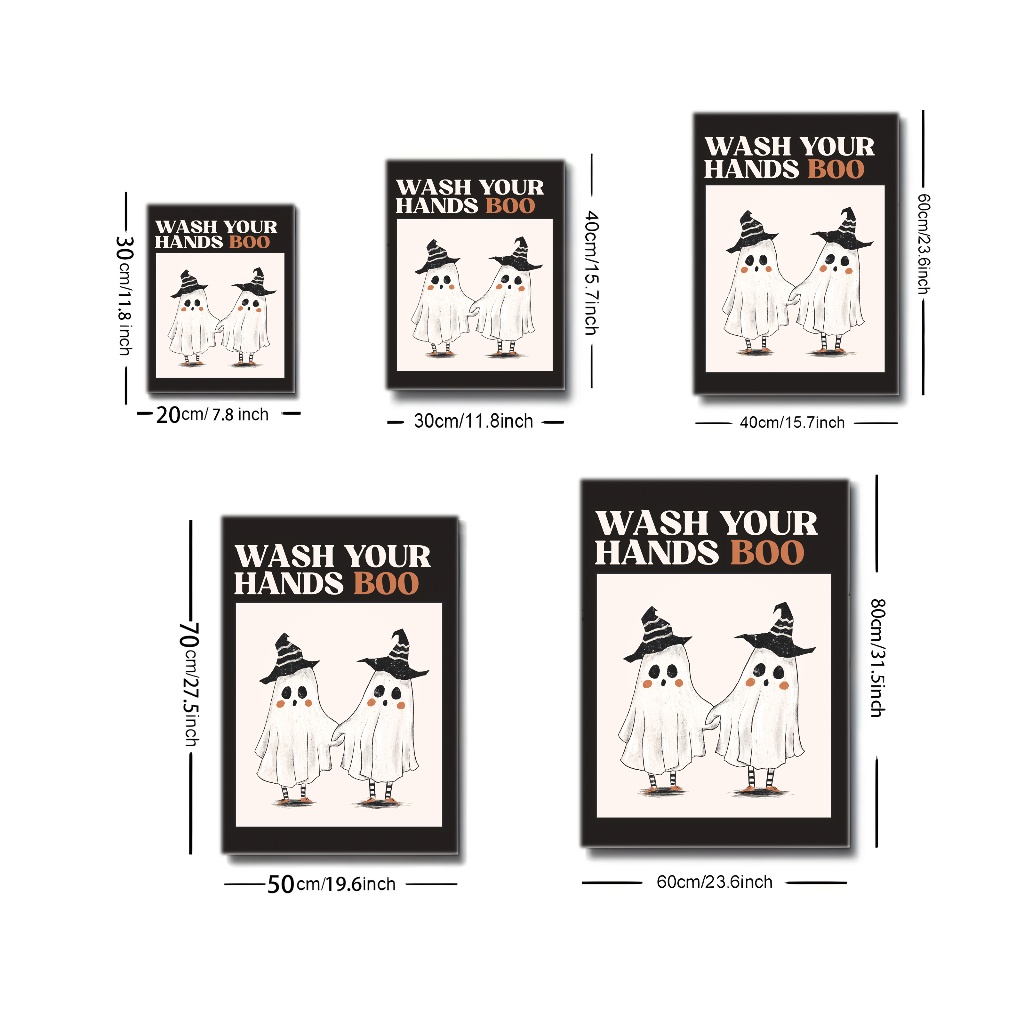 WASH YOUR
HANDS BOO
30cm/11.8 inch
20cm/ 7.8 inch
WASH YOUR
HANDS BOO
40cm/15.7inch
30cm/11.8inch
WASH YOUR
HANDS BOO
60cm/23.6inch
40cm/15.7inch
WASH YOUR
HANDS BOO
70cm/27.5inch
50cm/19.6inch
WASH YOUR
HANDS BOO
80cm/31.5inch
60cm/23.6inch